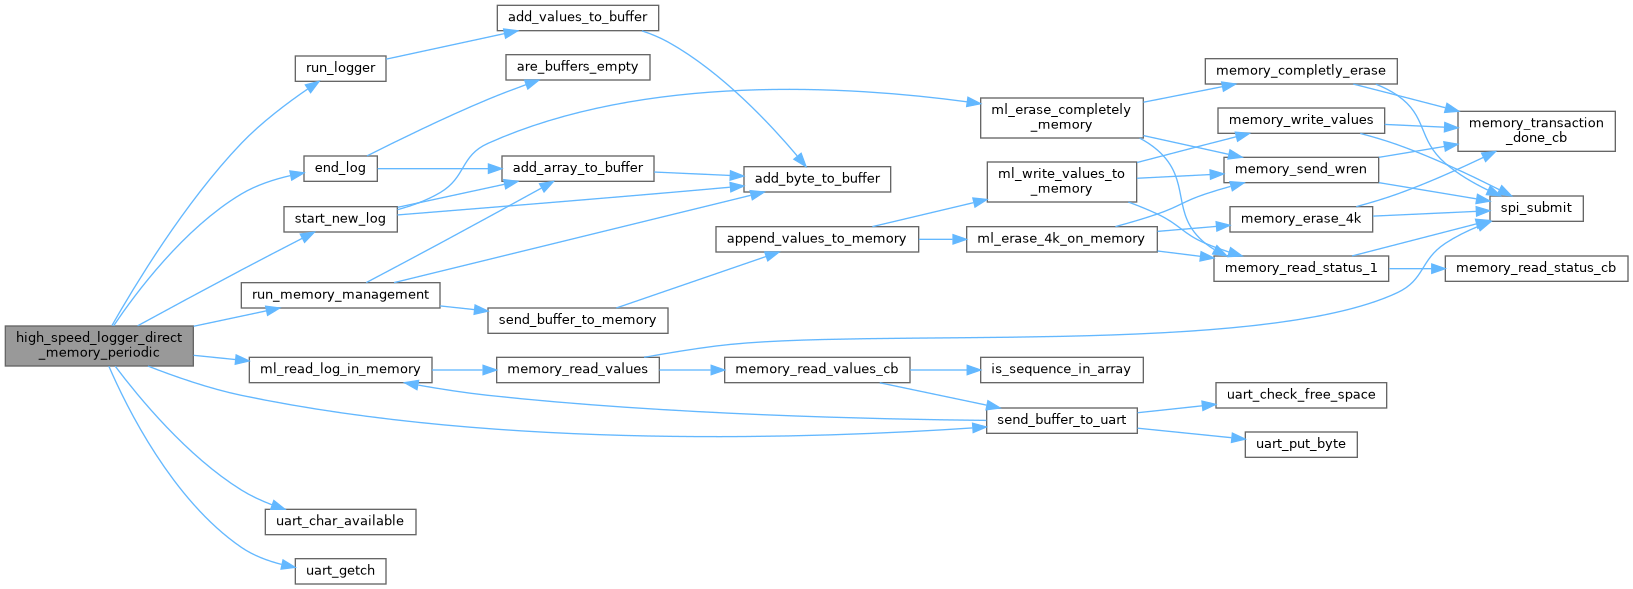 add_values_to_buffer
run_logger
are_buffers_empty
memory_completly_erase
ml_erase_completely
_memory
memory_write_values
memory_transaction
_done_cb
end_log
add_array_to_buffer
add_byte_to_buffer
ml_write_values_to
_memory
memory_send_wren
start_new_log
spi_submit
memory_erase_4k
append_values_to_memory
ml_erase_4k_on_memory
memory_read_status_1
memory_read_status_cb
run_memory_management
send_buffer_to_memory
high_speed_logger_direct
_memory_periodic
ml_read_log_in_memory
memory_read_values
memory_read_values_cb
is_sequence_in_array
uart_check_free_space
send_buffer_to_uart
uart_put_byte
uart_char_available
uart_getch